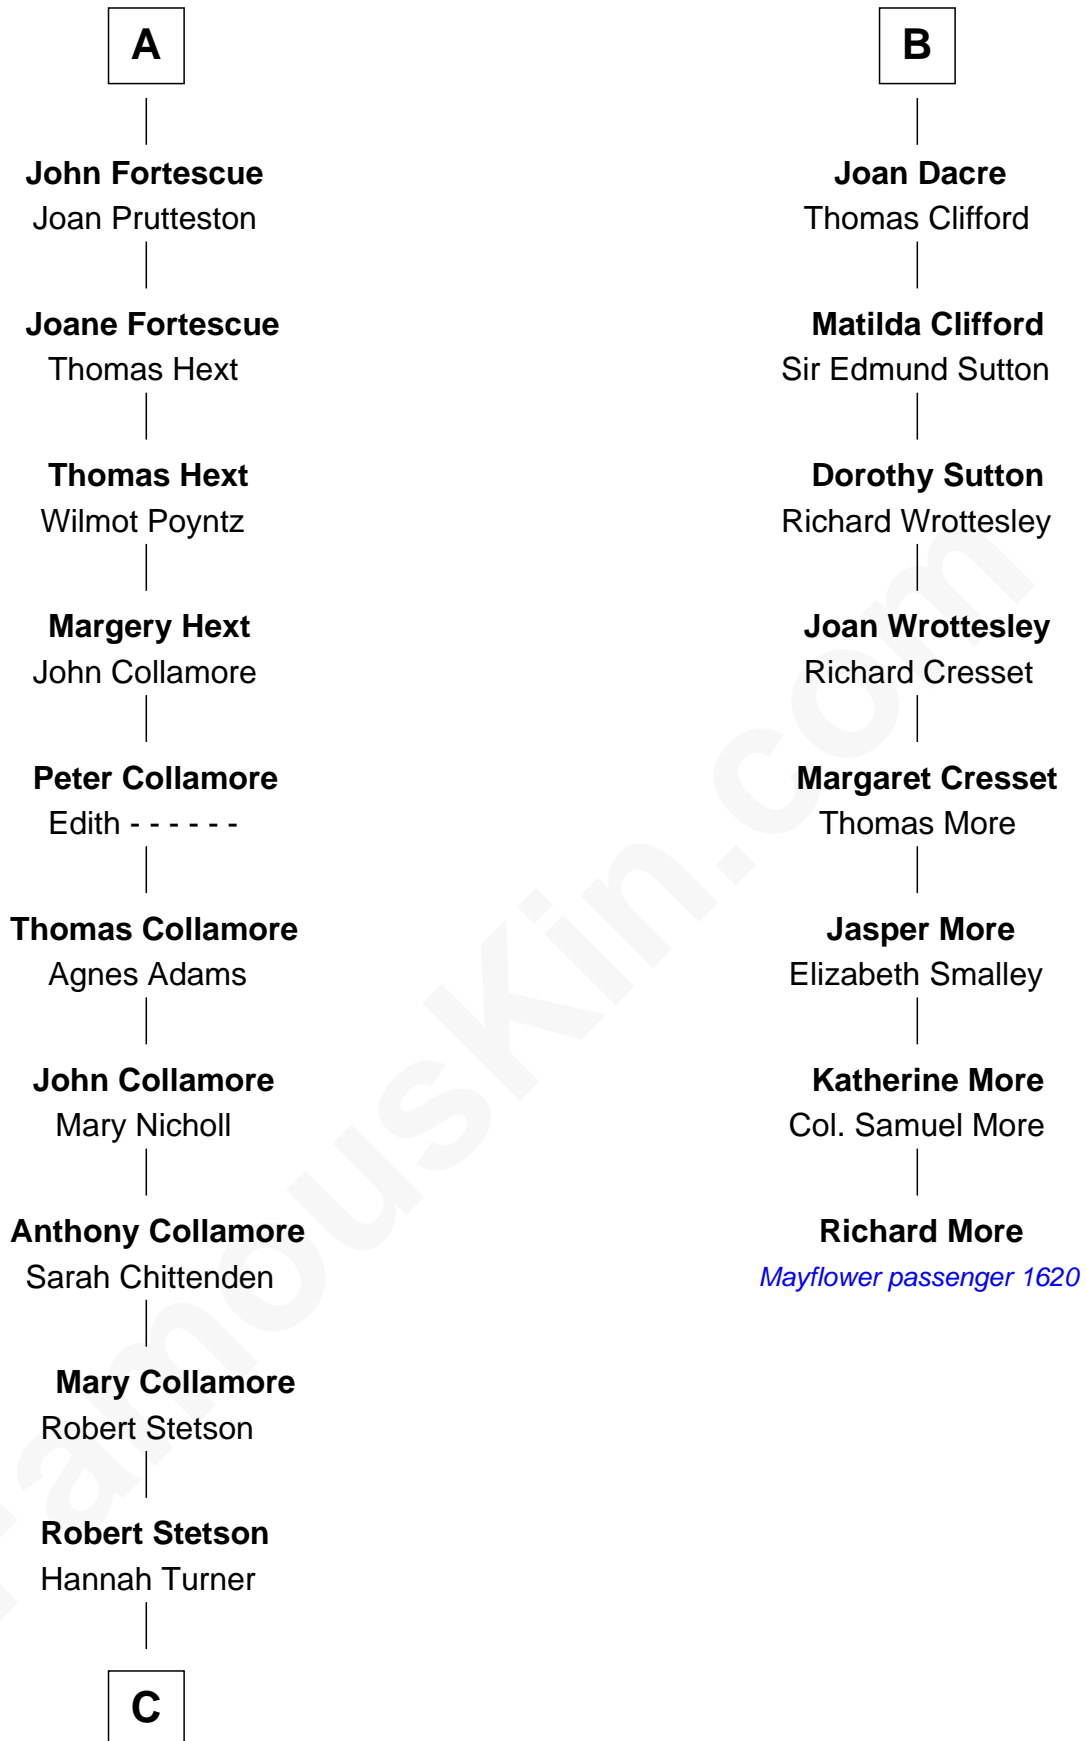 A
John Fortescue
Joan Prutteston
Joane Fortescue
Thomas Hext
Thomas Hext
Wilmot Poyntz
Margery Hext
John Collamore
Peter Collamore
Edith - - - - - -
Thomas Collamore
Agnes Adams
John Collamore
Mary Nicholl
Anthony Collamore
Sarah Chittenden
Mary Collamore
Robert Stetson
Robert Stetson
Hannah Turner
C
B
Joan Dacre
Thomas Clifford
Matilda Clifford
Sir Edmund Sutton
Dorothy Sutton
Richard Wrottesley
Joan Wrottesley
Richard Cresset
Margaret Cresset
Thomas More
Jasper More
Elizabeth Smalley
Katherine More
Col. Samuel More
Richard More
Mayflower passenger 1620
FamousKin.com